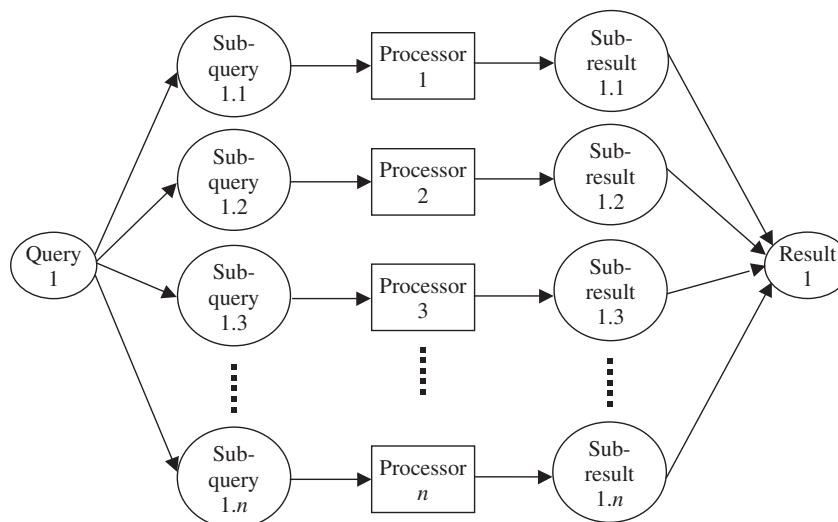 Sub-
query
1.1
Processor
1
Sub-
result
1.1
Sub-
query
1.2
Processor
2
Sub-
result
1.2
Query
1
Sub-
query
1.3
Processor
3
Sub-
result
1.3
Result
1
Sub-
query
1.n
Processor
n
Sub-
result
1.n